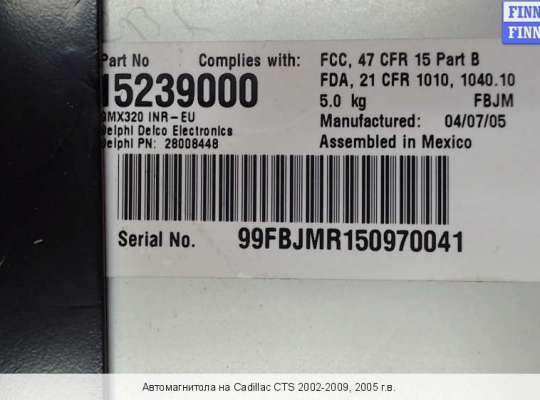 FINN
FINN
Part No Complies with: FCC, 47 CFR 15 Part B
15239000 FDA, 21 CFR 1010, 1040.10
5.0 kg FBJM
GMX320 INR-EU
Manufactured: 04/07/05
Delphi Delco Electronics
Assembled in Mexico
Delphi PN: 28008448
Serial No. 99FBJMR150970041
Автомагнитола на Cadillac CTS 2002-2009, 2005 г.в.